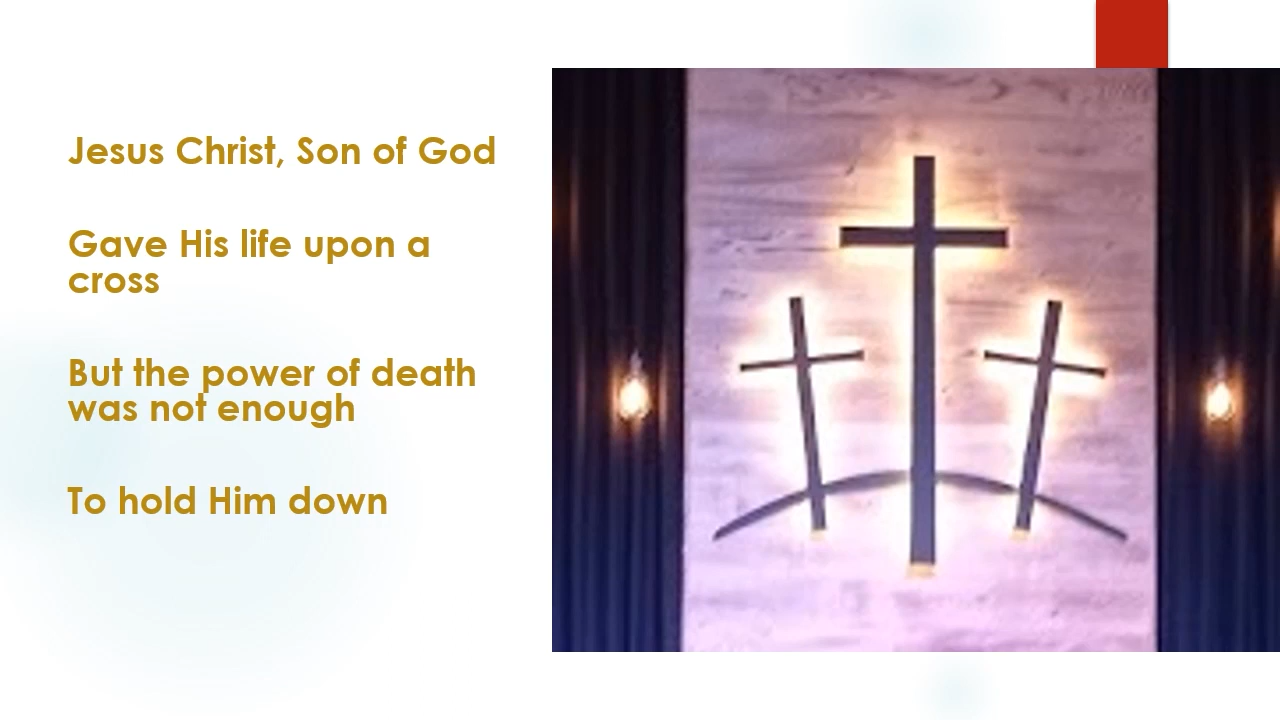 Jesus Christ, Son of God
Gave His life upon a
cross
But the power of death
was not enough
To hold Him down